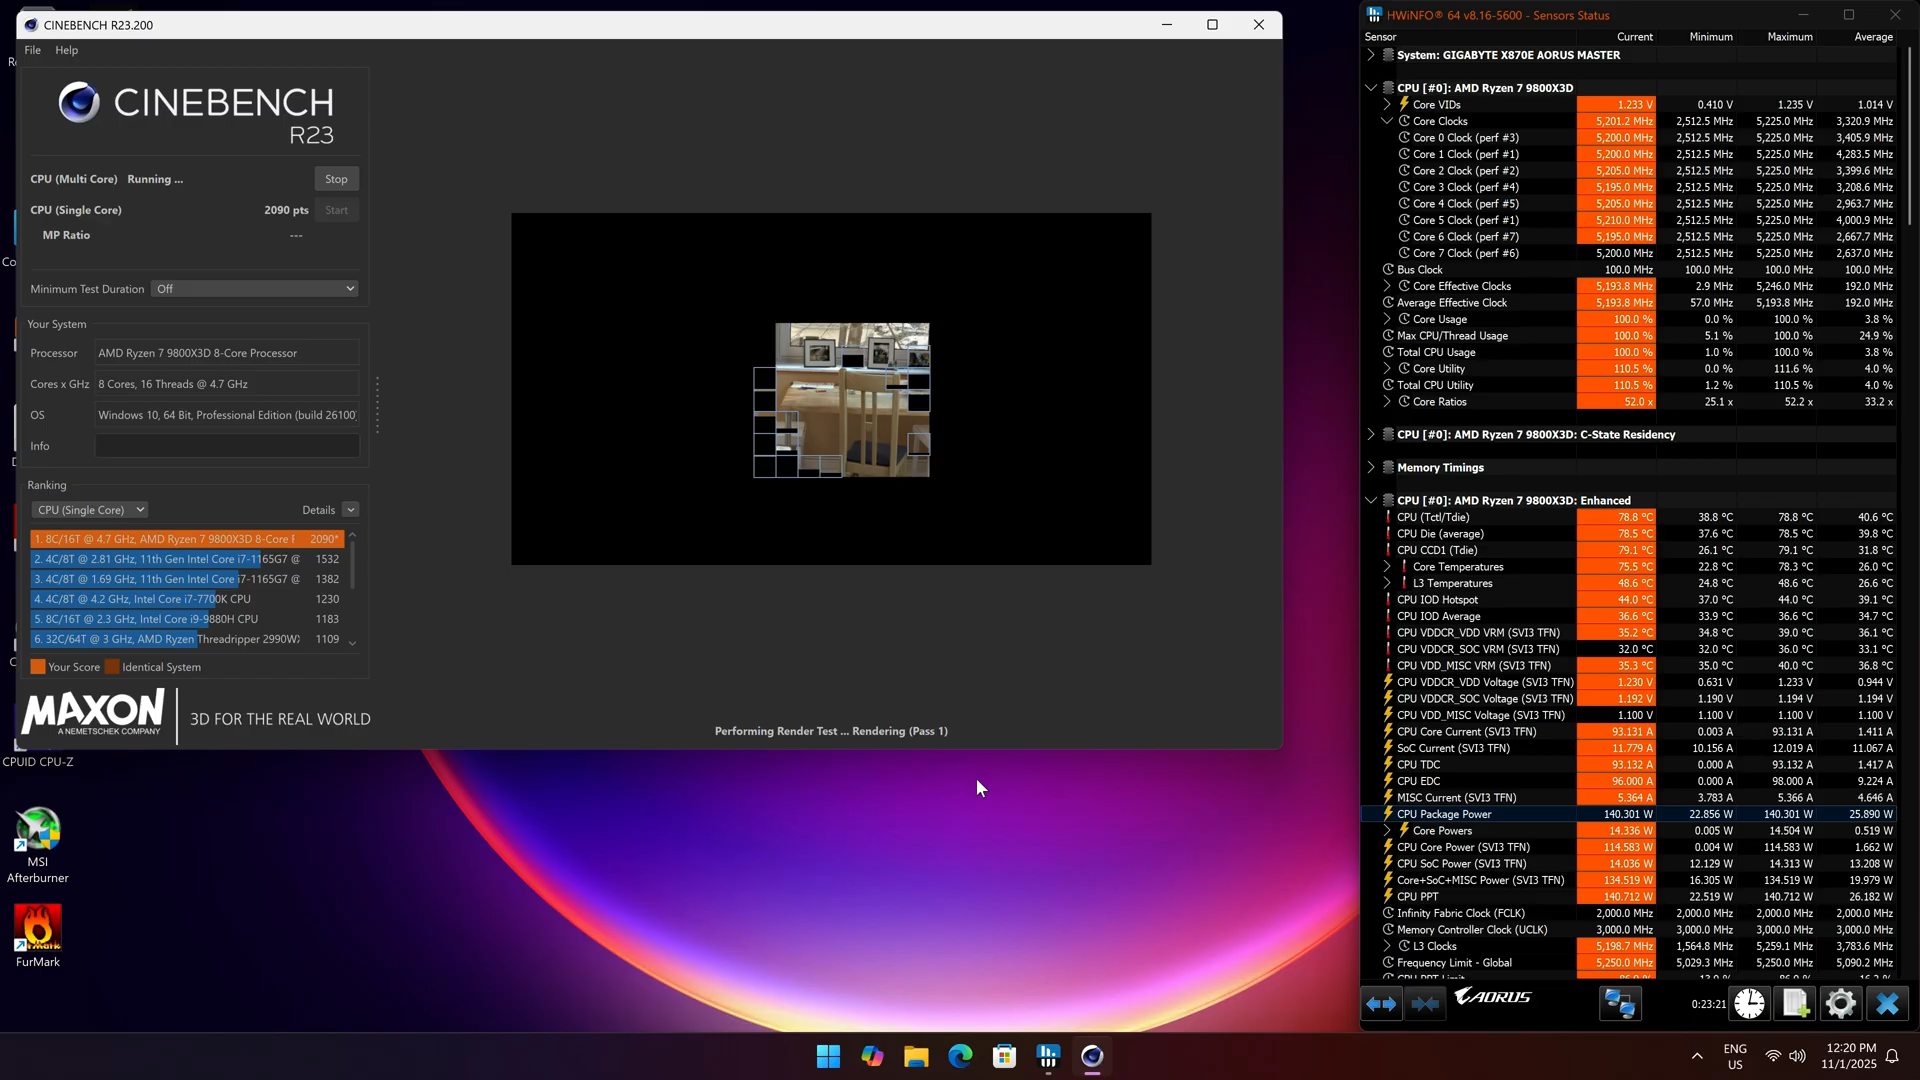 CINEBENCH R23.200
File Help
CINEBENCH
R23
CPU (Multi Core) Running ... Stop
CPU (Single Core) 2090 pts Start
MP Ratio ---
Minimum Test Duration Off
Your System
Processor AMD Ryzen 7 9800X3D 8-Core Processor
Cores x GHz 8 Cores, 16 Threads @ 4.7 GHz
OS Windows 10, 64 Bit, Professional Edition (build 26100)
Info
Ranking
CPU (Single Core) Details
1. 8C/16T @ 4.7 GHz, AMD Ryzen 7 9800X3D 8-Core 2090*
2. 4C/8T @ 2.81 GHz, 11th Gen Intel Core i7-1165G7 @ 1532
3. 4C/8T @ 1.69 GHz, 11th Gen Intel Core i7-1165G7 @ 1382
4. 4C/8T @ 4.2 GHz, Intel Core i7-7700K CPU 1230
5. 8C/16T @ 2.3 GHz, Intel Core i9-9880H CPU 1183
6. 32C/64T @ 3 GHz, AMD Ryzen Threadripper 2990WX 1109
Your Score Identical System
MAXON
A NEMETSCHEK COMPANY
3D FOR THE REAL WORLD
Performing Render Test ... Rendering (Pass 1)
CPUID CPU-Z
MSI
Afterburner
FurMark
HWiNFO® 64 v8.16-5600 - Sensors Status
Sensor Current Minimum Maximum Average
System: GIGABYTE X870E AORUS MASTER
CPU [#0]: AMD Ryzen 7 9800X3D
Core VIDs 1.233 V 0.410 V 1.235 V 1.014 V
Core Clocks 5,201.2 MHz 2,512.5 MHz 5,225.0 MHz 3,320.9 MHz
Core 0 Clock (perf #3) 5,200.0 MHz 2,512.5 MHz 5,225.0 MHz 3,405.9 MHz
Core 1 Clock (perf #1) 5,200.0 MHz 2,512.5 MHz 5,225.0 MHz 4,283.5 MHz
Core 2 Clock (perf #2) 5,205.0 MHz 2,512.5 MHz 5,225.0 MHz 3,399.6 MHz
Core 3 Clock (perf #4) 5,195.0 MHz 2,512.5 MHz 5,225.0 MHz 3,208.6 MHz
Core 4 Clock (perf #5) 5,205.0 MHz 2,512.5 MHz 5,225.0 MHz 2,963.7 MHz
Core 5 Clock (perf #1) 5,210.0 MHz 2,512.5 MHz 5,225.0 MHz 4,000.9 MHz
Core 6 Clock (perf #7) 5,195.0 MHz 2,512.5 MHz 5,225.0 MHz 2,667.7 MHz
Core 7 Clock (perf #6) 5,200.0 MHz 2,512.5 MHz 5,225.0 MHz 2,637.0 MHz
Bus Clock 100.0 MHz 100.0 MHz 100.0 MHz 100.0 MHz
Core Effective Clocks 5,193.8 MHz 2.9 MHz 5,246.0 MHz 192.0 MHz
Average Effective Clock 5,193.8 MHz 57.0 MHz 5,193.8 MHz 192.0 MHz
Core Usage 100.0 % 0.0 % 100.0 % 3.8 %
Max CPU/Thread Usage 100.0 % 5.1 % 100.0 % 24.9 %
Total CPU Usage 100.0 % 1.0 % 100.0 % 3.8 %
Core Utility 110.5 % 0.0 % 111.6 % 4.0 %
Total CPU Utility 110.5 % 1.2 % 110.5 % 4.0 %
Core Ratios 52.0 x 25.1 x 52.2 x 33.2 x
CPU [#0]: AMD Ryzen 7 9800X3D: C-State Residency
Memory Timings
CPU [#0]: AMD Ryzen 7 9800X3D: Enhanced
CPU (Tctl/Tdie) 78.8 °C 38.8 °C 78.8 °C 40.6 °C
CPU Die (average) 78.5 °C 37.6 °C 78.5 °C 39.8 °C
CPU CCD1 (Tdie) 79.1 °C 26.1 °C 79.1 °C 31.8 °C
Core Temperatures 75.5 °C 22.8 °C 78.3 °C 26.0 °C
L3 Temperatures 48.6 °C 24.8 °C 48.6 °C 26.6 °C
CPU IOD Hotspot 44.0 °C 37.0 °C 44.0 °C 39.1 °C
CPU IOD Average 36.6 °C 33.9 °C 36.6 °C 34.7 °C
CPU VDDCR_VDD VRM (SVI3 TFN) 35.2 °C 34.8 °C 39.0 °C 36.1 °C
CPU VDDCR_SOC VRM (SVI3 TFN) 32.0 °C 32.0 °C 36.0 °C 33.1 °C
CPU VDD_MISC VRM (SVI3 TFN) 35.3 °C 35.0 °C 40.0 °C 36.8 °C
CPU VDDCR_VDD Voltage (SVI3 TFN) 1.230 V 0.631 V 1.233 V 0.944 V
CPU VDDCR_SOC Voltage (SVI3 TFN) 1.192 V 1.190 V 1.194 V 1.194 V
CPU VDD_MISC Voltage (SVI3 TFN) 1.100 V 1.100 V 1.100 V 1.100 V
CPU Core Current (SVI3 TFN) 93.131 A 0.003 A 93.131 A 1.411 A
SoC Current (SVI3 TFN) 11.779 A 10.156 A 12.019 A 11.067 A
CPU TDC 93.132 A 0.000 A 93.132 A 1.417 A
CPU EDC 96.000 A 0.000 A 98.000 A 9.224 A
MISC Current (SVI3 TFN) 5.364 A 3.783 A 5.366 A 4.646 A
CPU Package Power 140.301 W 22.856 W 140.301 W 25.890 W
Core Powers 14.336 W 0.005 W 14.504 W 0.519 W
CPU Core Power (SVI3 TFN) 114.583 W 0.004 W 114.583 W 1.662 W
CPU SoC Power (SVI3 TFN) 14.036 W 12.129 W 14.313 W 13.208 W
Core+SoC+MISC Power (SVI3 TFN) 134.519 W 16.305 W 134.519 W 19.979 W
CPU PPT 140.712 W 22.519 W 140.712 W 26.182 W
Infinity Fabric Clock (FCLK) 2,000.0 MHz 2,000.0 MHz 2,000.0 MHz 2,000.0 MHz
Memory Controller Clock (UCLK) 3,000.0 MHz 3,000.0 MHz 3,000.0 MHz 3,000.0 MHz
L3 Clocks 5,198.7 MHz 1,564.8 MHz 5,259.1 MHz 3,783.6 MHz
Frequency Limit - Global 5,250.0 MHz 5,029.3 MHz 5,250.0 MHz 5,090.2 MHz
AORUS
0:23:21
ENG
US
12:20 PM
11/1/2025